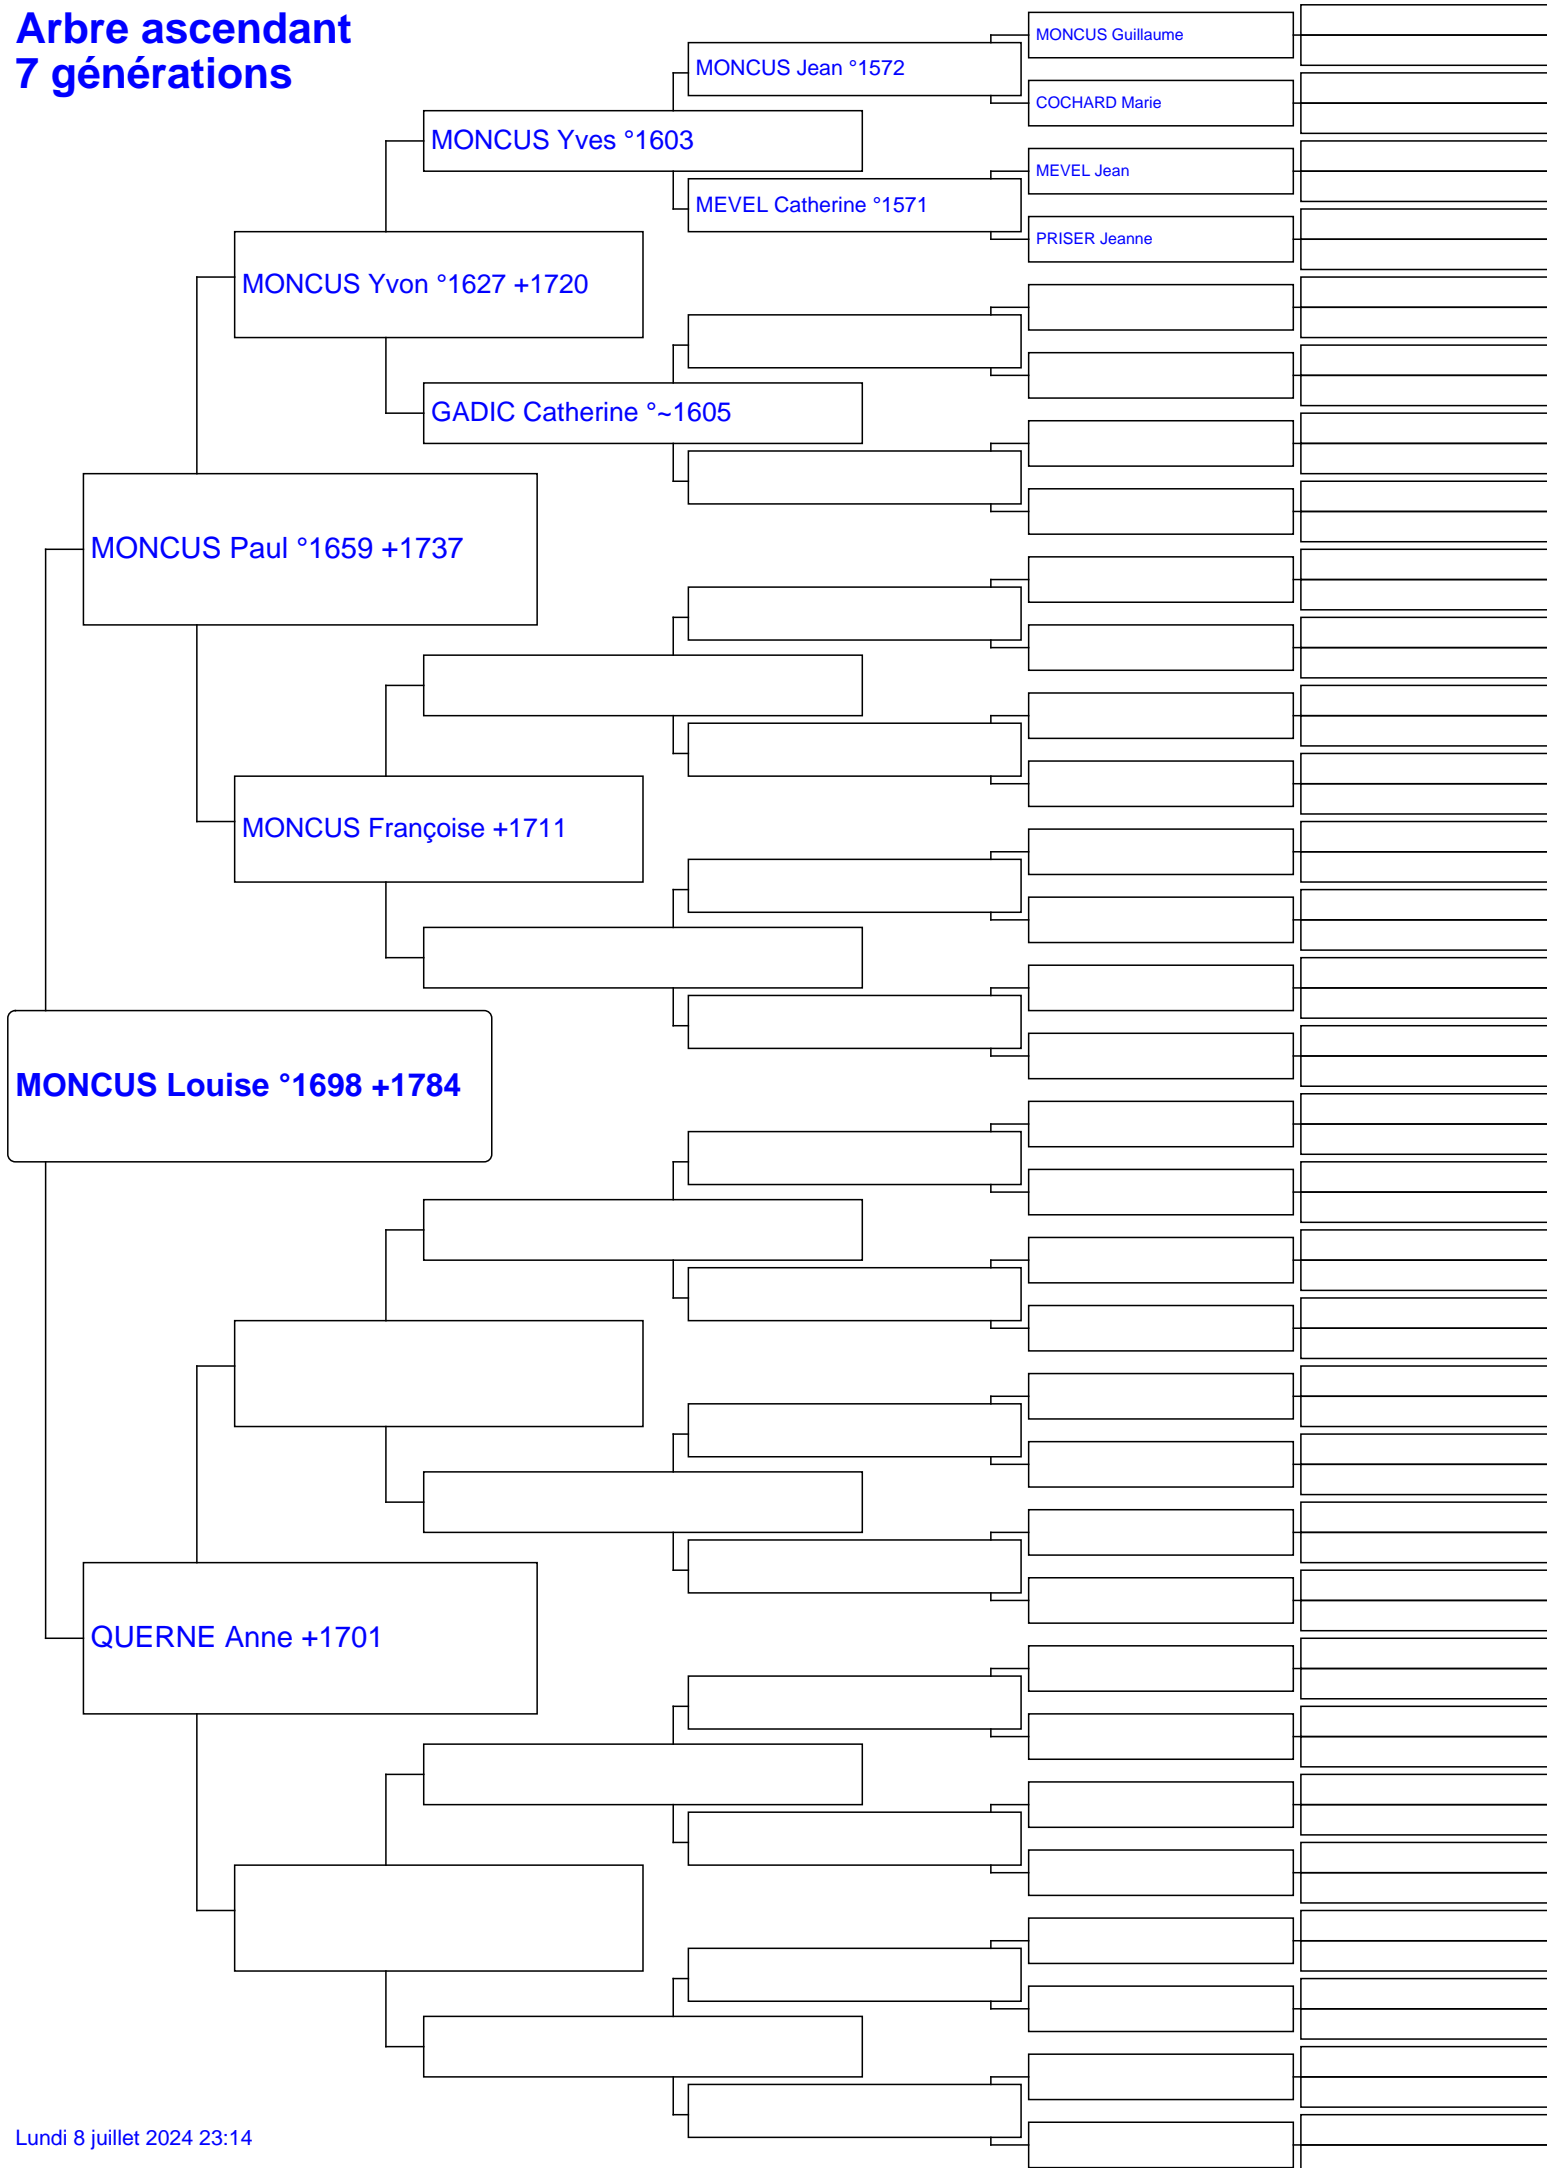 Arbre ascendant
7 générations
MONCUS Guillaume
MONCUS Jean °1572
COCHARD Marie
MONCUS Yves °1603
MEVEL Jean
MEVEL Catherine °1571
PRISER Jeanne
MONCUS Yvon °1627 +1720
GADIC Catherine °~1605
MONCUS Paul °1659 +1737
MONCUS Françoise +1711
MONCUS Louise °1698 +1784
QUERNE Anne +1701
Lundi 8 juillet 2024 23:14